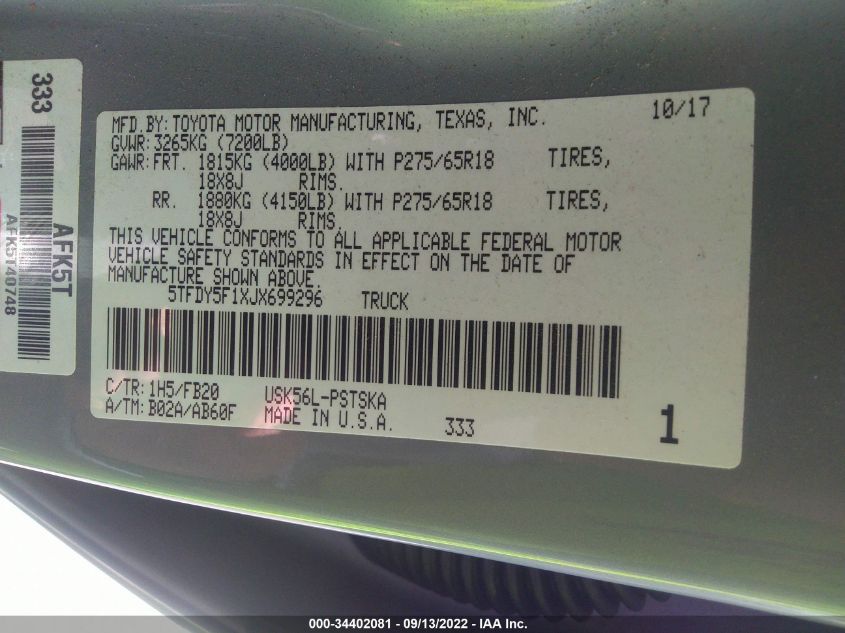 333
AFK5T
AFK5T40748
MFD.BY:TOYOTA MOTOR MANUFACTURING, TEXAS, INC. 10/17
GVWR:3265KG (7200LB)
GAWR:FRT. 1815KG (4000LB) WITH P275/65R18 TIRES,
18X8J RIMS.
RR. 1880KG (4150LB) WITH P275/65R18 TIRES,
18X8J RIMS.
THIS VEHICLE CONFORMS TO ALL APPLICABLE FEDERAL MOTOR
VEHICLE SAFETY STANDARDS IN EFFECT ON THE DATE OF
MANUFACTURE SHOWN ABOVE.
5TFDY5F1XJX699296 TRUCK
C/TR:1H5/FB20 USK56L-PSTSKA
A/TM:B02A/AB60F MADE IN U.S.A. 333 1
000-34402081 - 09/13/2022 - IAA Inc.